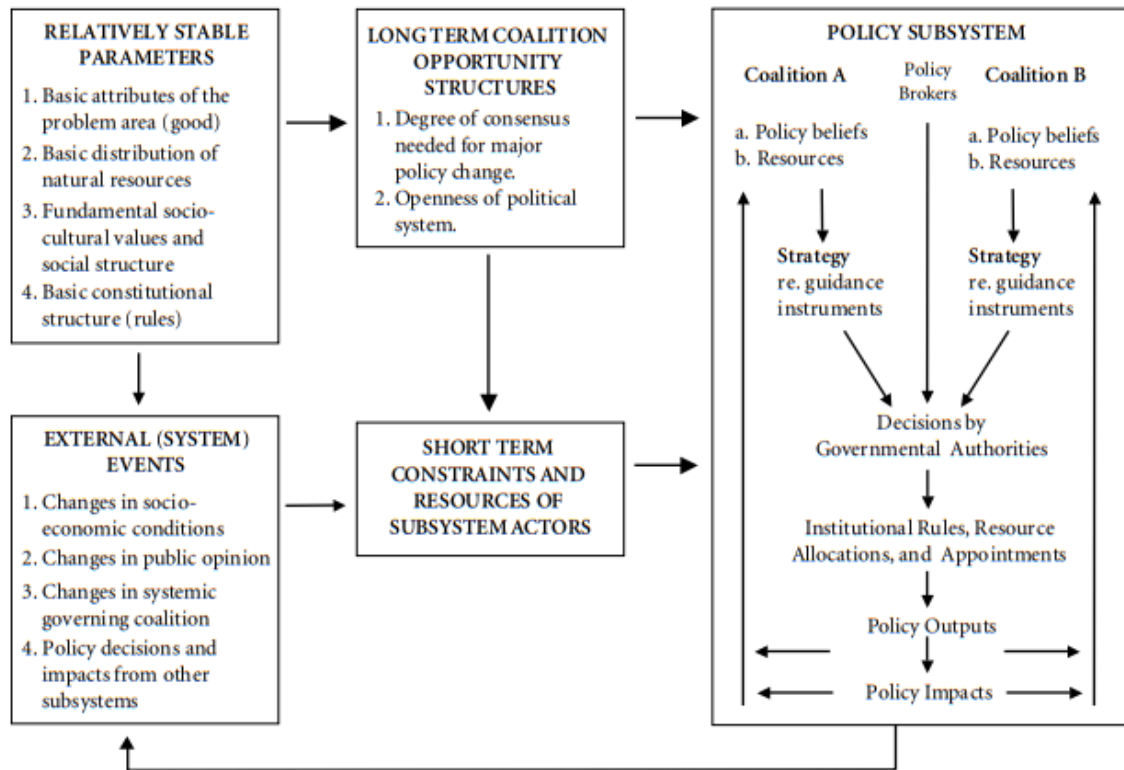 RELATIVELY STABLE
PARAMETERS
1. Basic attributes of the
problem area (good)
2. Basic distribution of
natural resources
3. Fundamental socio-
cultural values and
social structure
4. Basic constitutional
structure (rules)
LONG TERM COALITION
OPPORTUNITY
STRUCTURES
1. Degree of consensus
needed for major
policy change.
2. Openness of political
system.
EXTERNAL (SYSTEM)
EVENTS
1. Changes in socio-
economic conditions
2. Changes in public opinion
3. Changes in systemic
governing coalition
4. Policy decisions and
impacts from other
subsystems
SHORT TERM
CONSTRAINTS AND
RESOURCES OF
SUBSYSTEM ACTORS
POLICY SUBSYSTEM
Coalition A
a. Policy beliefs
b. Resources
Strategy
re. guidance
instruments
Policy
Brokers
Coalition B
a. Policy beliefs
b. Resources
Strategy
re. guidance
instruments
Decisions by
Governmental Authorities
Institutional Rules, Resource
Allocations, and Appointments
Policy Outputs
Policy Impacts